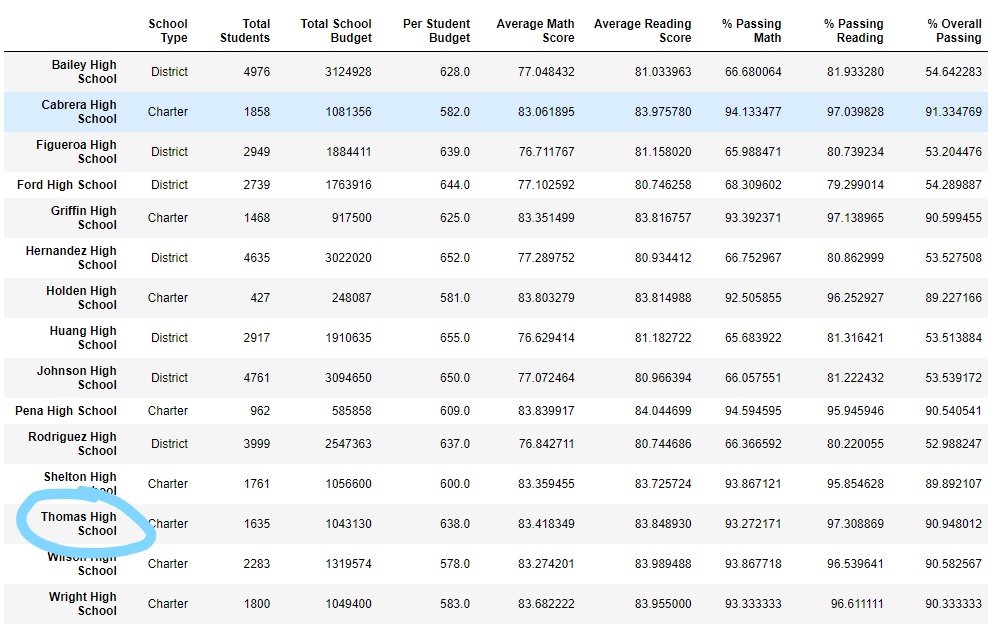 School Type Total Students Total School Budget Per Student Budget Average Math Score Average Reading Score % Passing Math % Passing Reading % Overall Passing
Bailey High School District 4976 3124928 628.0 77.048432 81.033963 66.680064 81.933280 54.642283
Cabrera High School Charter 1858 1081356 582.0 83.061895 83.975780 94.133477 97.039828 91.334769
Figueroa High School District 2949 1884411 639.0 76.711767 81.158020 65.988471 80.739234 53.204476
Ford High School District 2739 1763916 644.0 77.102592 80.746258 68.309602 79.299014 54.289887
Griffin High School Charter 1468 917500 625.0 83.351499 83.816757 93.392371 97.138965 90.599455
Hernandez High School District 4635 3022020 652.0 77.289752 80.934412 66.752967 80.862999 53.527508
Holden High School Charter 427 248087 581.0 83.803279 83.814988 92.505855 96.252927 89.227166
Huang High School District 2917 1910635 655.0 76.629414 81.182722 65.683922 81.316421 53.513884
Johnson High School District 4761 3094650 650.0 77.072464 80.966394 66.057551 81.222432 53.539172
Pena High School Charter 962 585858 609.0 83.839917 84.044699 94.594595 95.945946 90.540541
Rodriguez High School District 3999 2547363 637.0 76.842711 80.744686 66.366592 80.220055 52.988247
Shelton High School Charter 1761 1056600 600.0 83.359455 83.725724 93.867121 95.854628 89.892107
Thomas High School Charter 1635 1043130 638.0 83.418349 83.848930 93.272171 97.308869 90.948012
Wilson High School Charter 2283 1319574 578.0 83.274201 83.989488 93.867718 96.539641 90.582567
Wright High School Charter 1800 1049400 583.0 83.682222 83.955000 93.333333 96.611111 90.333333